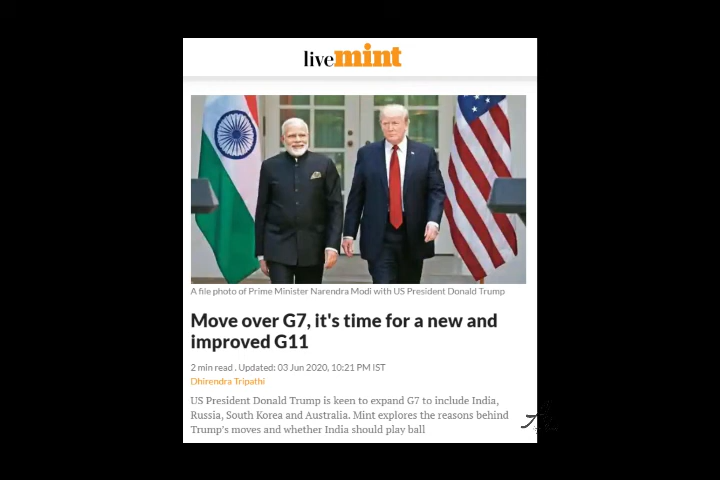 livemint
A file photo of Prime Minister Narendra Modi with US President Donald Trump
Move over G7, it's time for a new and
improved G11
2 min read . Updated: 03 Jun 2020, 10:21 PM IST
Dhirendra Tripathi
US President Donald Trump is keen to expand G7 to include India,
Russia, South Korea and Australia. Mint explores the reasons behind
Trump's moves and whether India should play ball